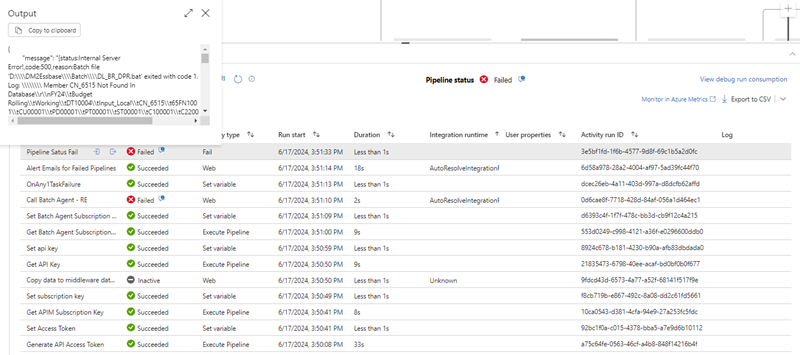 Output
Copy to clipboard
{
"message": "{status:Internal Server
Error!,code:500,reason:Batch file
'D:\\\\DM2Essbase\\\\Batch\\\\DL_BR_DPR.bat' exited with code 1.
Log: \\\\\\\\ Member CN_6515 Not Found In
Database\\r\\nFY24\\tBudget
Rolling\\tWorking\\tDT10004\\tInput_Local\\tCN_6515\\t65FN100
1\\tCU00001\\tPD00001\\tPT00001\\tST00001\\tC100001\\tC2200
Pipeline status Failed
View debug run consumption
Monitor in Azure Metrics Export to CSV
type Run start Duration Integration runtime User properties Activity run ID Log
Pipeline Satus Fail Failed Fail 6/17/2024, 3:51:33 PM Less than 1s 3e5bf1fd-1f6b-4577-9d8f-69c1b5a2d0fc
Alert Emails for Failed Pipelines Succeeded Web 6/17/2024, 3:51:14 PM 18s AutoResolveIntegrationR 6d58a978-28a2-4004-af97-5ad39fc44f70
OnAny1TaskFailure Succeeded Set variable 6/17/2024, 3:51:13 PM Less than 1s dcec26eb-4a11-403d-997a-d8dcfb62affd
Call Batch Agent - RE Failed Web 6/17/2024, 3:51:10 PM 2s AutoResolveIntegrationR 0d6cae8f-7718-428d-84af-056a1d464ec1
Set Batch Agent Subscription ... Succeeded Set variable 6/17/2024, 3:51:09 PM Less than 1s d6393c4f-1f7f-478c-bb3d-cb9f12c4a215
Get Batch Agent Subscription... Succeeded Execute Pipeline 6/17/2024, 3:51:00 PM 9s 553d0249-c998-4121-a36f-e0296600ddb0
Set api key Succeeded Set variable 6/17/2024, 3:50:59 PM Less than 1s 8924c678-b181-4230-b90a-afb83dbdada0
Get API Key Succeeded Execute Pipeline 6/17/2024, 3:50:50 PM 9s 21835473-6798-40ee-acaf-bd0bf0b0f677
Copy data to middleware data... Inactive Web 6/17/2024, 3:50:50 PM Less than 1s Unknown 9fdcd43d-6573-4a77-a52f-68141f517f9e
Set subscription key Succeeded Set variable 6/17/2024, 3:50:49 PM Less than 1s f8cb719b-e867-492c-8a08-dd2c61fd5661
Get APIM Subscription Key Succeeded Execute Pipeline 6/17/2024, 3:50:41 PM 8s 10ca0543-d381-4cfa-94e9-27a253fc5fdc
Set Access Token Succeeded Set variable 6/17/2024, 3:50:41 PM Less than 1s 92bc1f0a-c015-4378-bba5-a7e9d6b10112
Generate API Access Token Succeeded Execute Pipeline 6/17/2024, 3:50:08 PM 33s a75c64fe-0563-46cf-a4b8-848f14216b4f